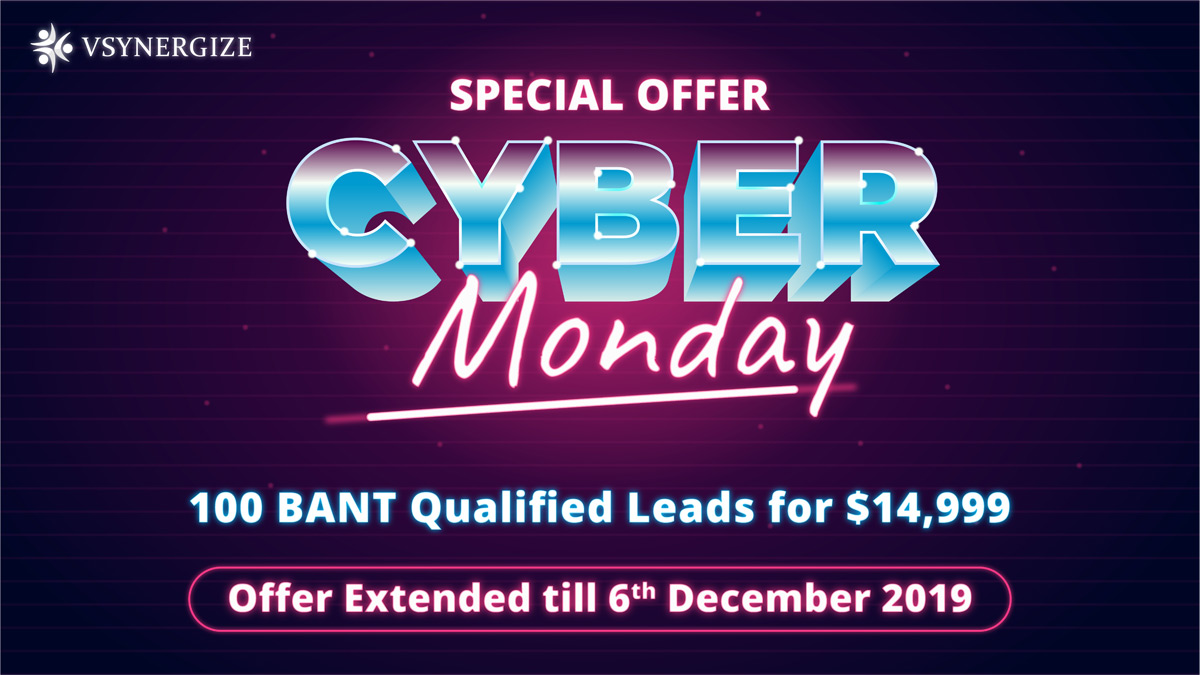 VSYNERGIZE
SPECIAL OFFER
CYBER
Monday
100 BANT Qualified Leads for $14,999
Offer Extended till 6th December 2019